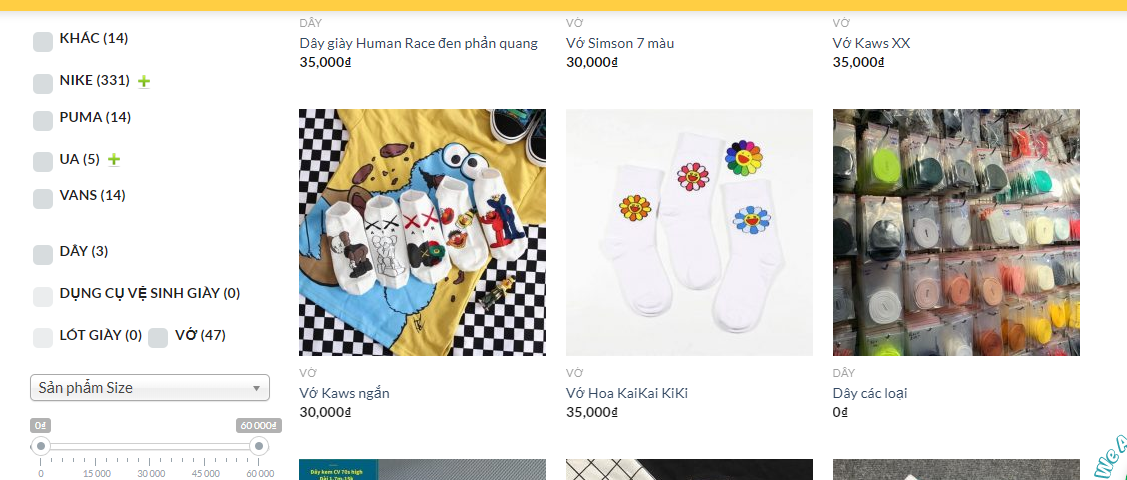 KHÁC (14)
NIKE (331)
PUMA (14)
UA (5)
VANS (14)
DÂY (3)
DỤNG CỤ VỆ SINH GIÀY (0)
LÓT GIÀY (0) VỚ (47)
Sản phẩm Size
0₫ 60 000₫
0 15 000 30 000 45 000 60 000
DÂY
Dây giày Human Race đen phản quang
35,000₫
VỚ
Vớ Simson 7 màu
30,000₫
VỚ
Vớ Kaws XX
35,000₫
VỚ
Vớ Kaws ngắn
30,000₫
VỚ
Vớ Hoa KaiKai KiKi
35,000₫
DÂY
Dây các loại
0₫
Dây kem CV 70s high
Dài 1.7m-35k
We A